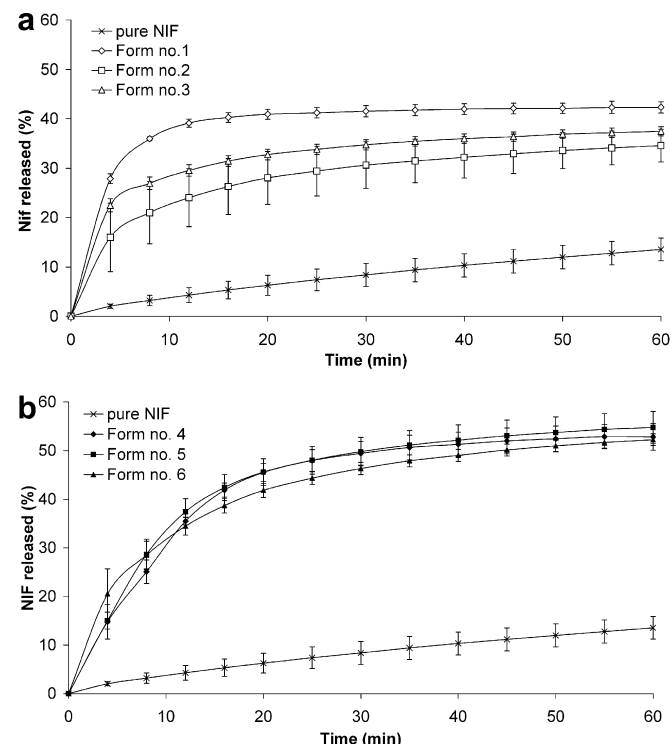 a
60
50
40
30
20
10
0
Nif released (%)
pure NIF
Form no.1
Form no.2
Form no.3
0 10 20 30 40 50 60
Time (min)
b
60
50
40
30
20
10
0
NIF released (%)
pure NIF
Form no. 4
Form no. 5
Form no. 6
0 10 20 30 40 50 60
Time (min)